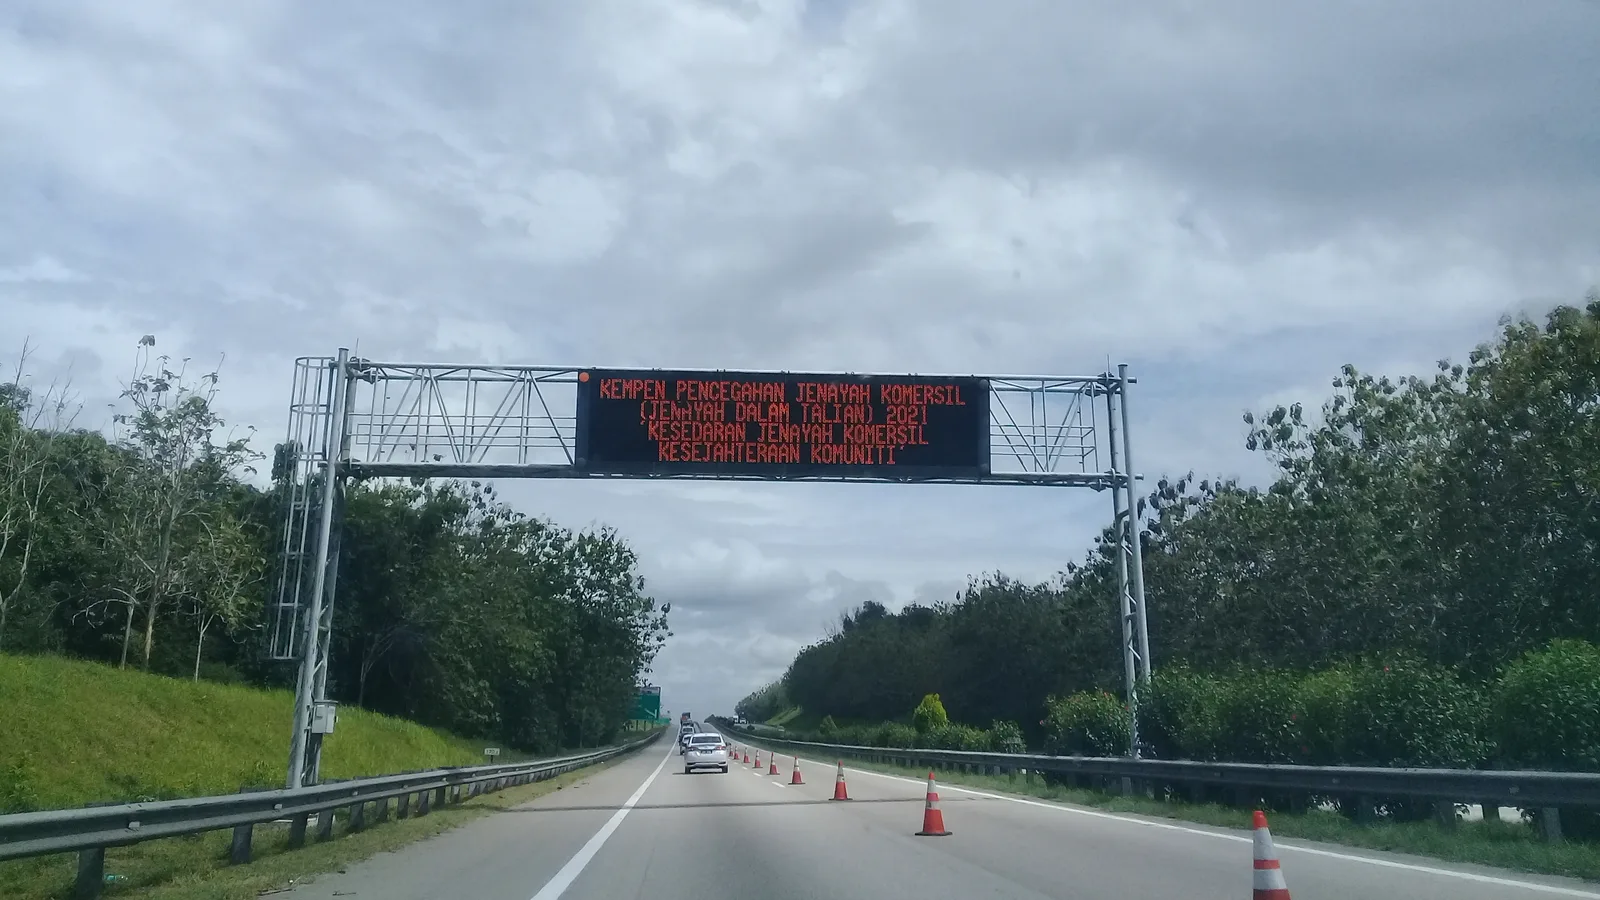 KEMPEN PENCEGAHAN JENAYAH KOMERSIL
(JENAYAH DALAM TALIAN) 2021
'KESEDARAN JENAYAH KOMERSIL
KESEJAHTERAAN KOMUNITI'